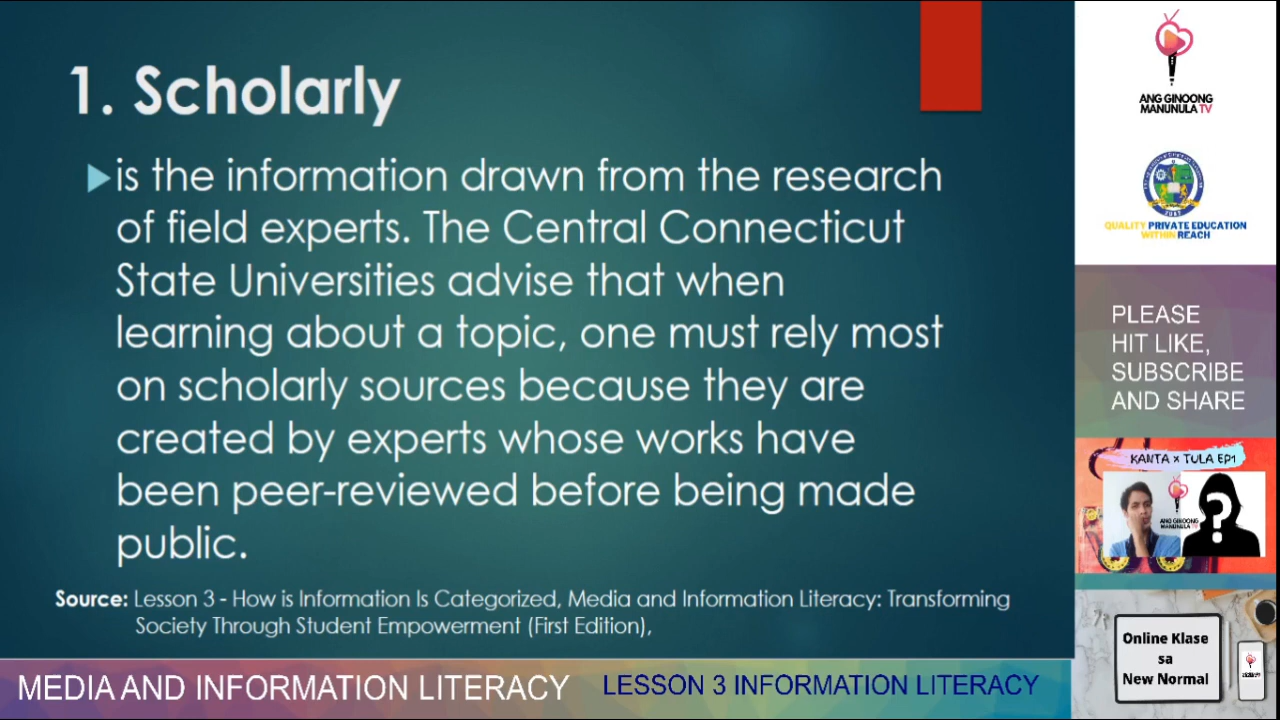 1. Scholarly
is the information drawn from the research
of field experts. The Central Connecticut
State Universities advise that when
learning about a topic, one must rely most
on scholarly sources because they are
created by experts whose works have
been peer-reviewed before being made
public.
Source: Lesson 3 - How is Information Is Categorized, Media and Information Literacy: Transforming
Society Through Student Empowerment (First Edition),
MEDIA AND INFORMATION LITERACY
LESSON 3 INFORMATION LITERACY
ANG GINOONG
MANUNULA TV
QUALITY PRIVATE EDUCATION
WITHIN REACH
PLEASE
HIT LIKE,
SUBSCRIBE
AND SHARE
KANTA x TULA EP1
ANG GINOONG
MANUNULA TV
?
Online Klase
sa
New Normal